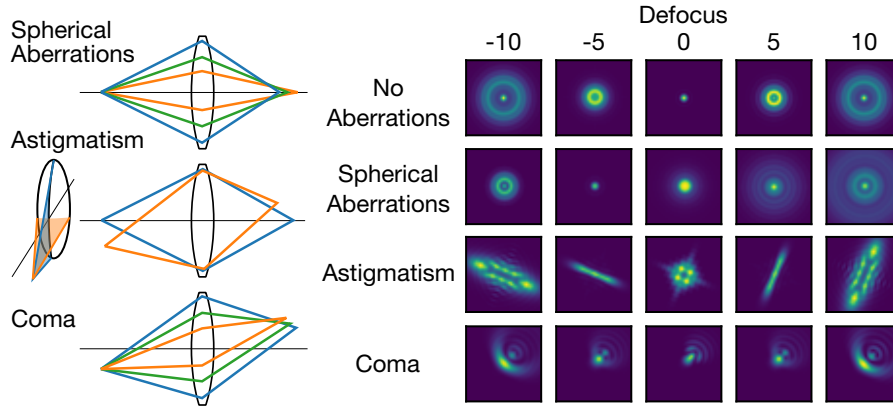 Spherical
Aberrations
Astigmatism
Coma
Defocus
-10 -5 0 5 10
No
Aberrations
Spherical
Aberrations
Astigmatism
Coma